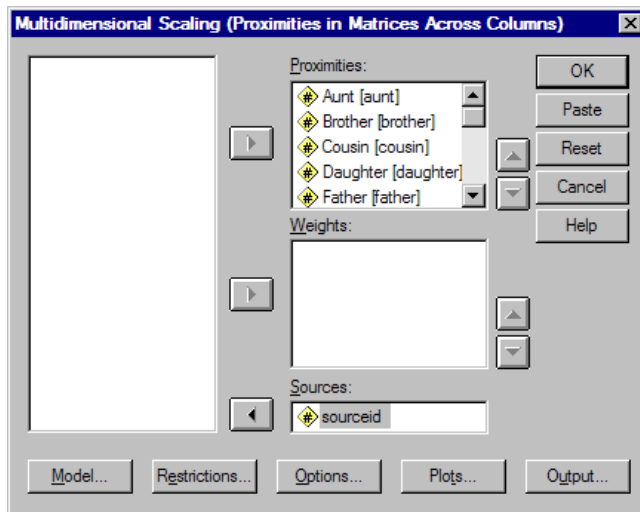 Multidimensional Scaling (Proximities in Matrices Across Columns)
Proximities:
# Aunt [aunt]
# Brother [brother]
# Cousin [cousin]
# Daughter [daughter]
# Father [father]
Weights:
Sources:
# sourceid
OK
Paste
Reset
Cancel
Help
Model...
Restrictions...
Options...
Plots...
Output...